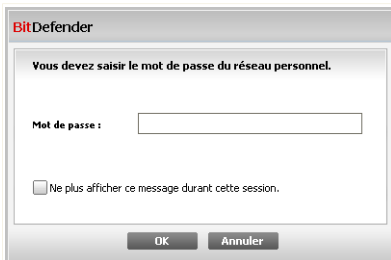 BitDefender
Vous devez saisir le mot de passe du réseau personnel.
Mot de passe :
Ne plus afficher ce message durant cette session.
OK Annuler